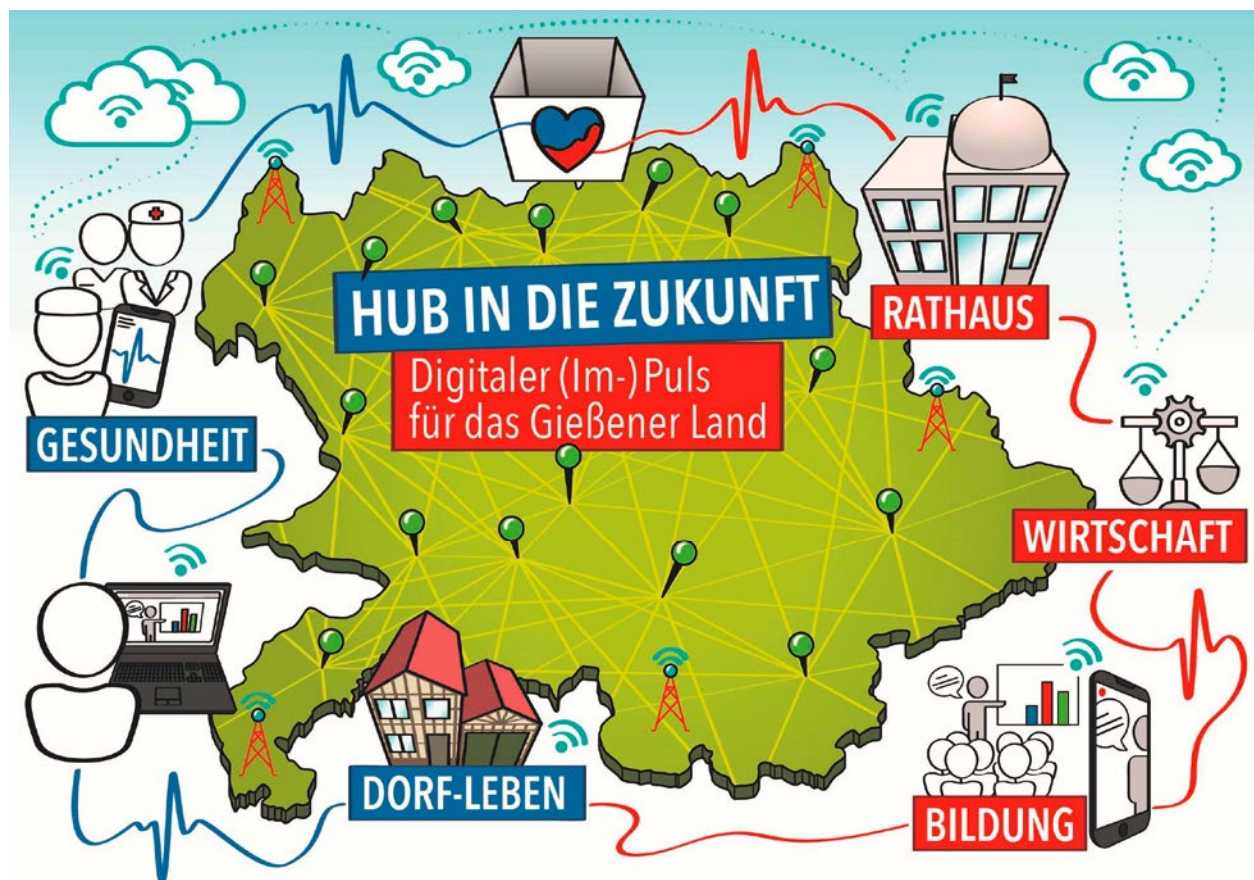 HUB IN DIE ZUKUNFT
Digitaler (Im-) Puls
für das Gießener Land
RATHAUS
GESUNDHEIT
WIRTSCHAFT
DORF-LEBEN
BILDUNG